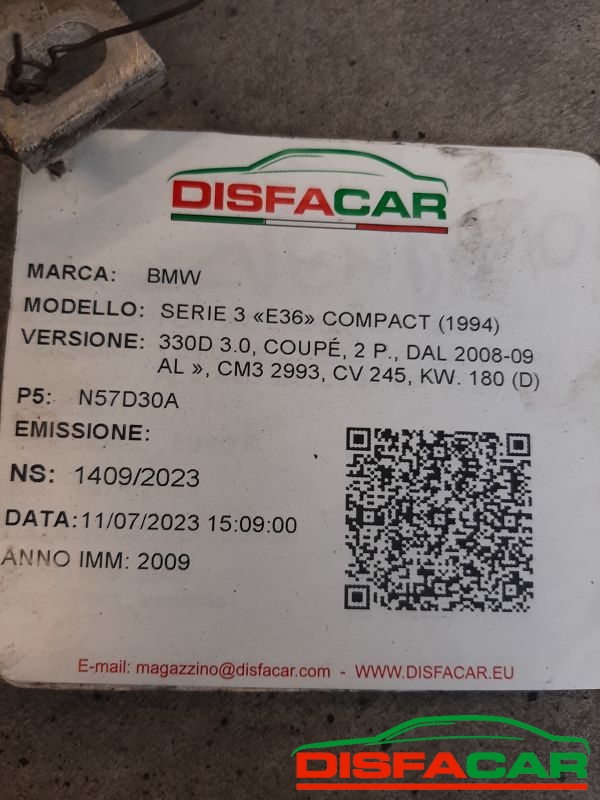 DISFACAR
MARCA: BMW
MODELLO: SERIE 3 «E36» COMPACT (1994)
VERSIONE: 330D 3.0, COUPÉ, 2 P., DAL 2008-09
AL », CM3 2993, CV 245, KW. 180 (D)
P5: N57D30A
EMISSIONE:
NS: 1409/2023
DATA:11/07/2023 15:09:00
ANNO IMM: 2009
E-mail: magazzino@disfacar.com - WWW.DISFACAR.EU
DISFACAR